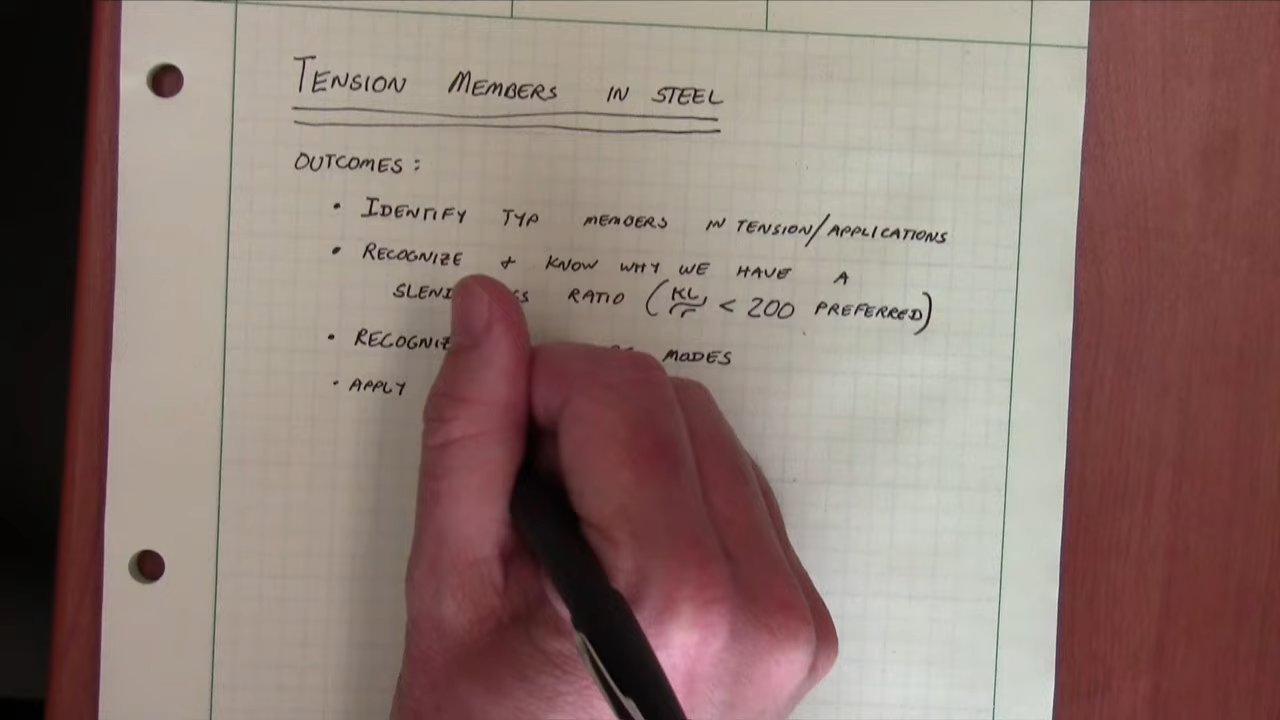 TENSION MEMBERS IN STEEL
OUTCOMES:
• IDENTIFY TYP MEMBERS IN TENSION/APPLICATIONS
• RECOGNIZE & KNOW WHY WE HAVE A
RATIO (KL/r < 200 PREFERRED)
• MODES
• APPLY